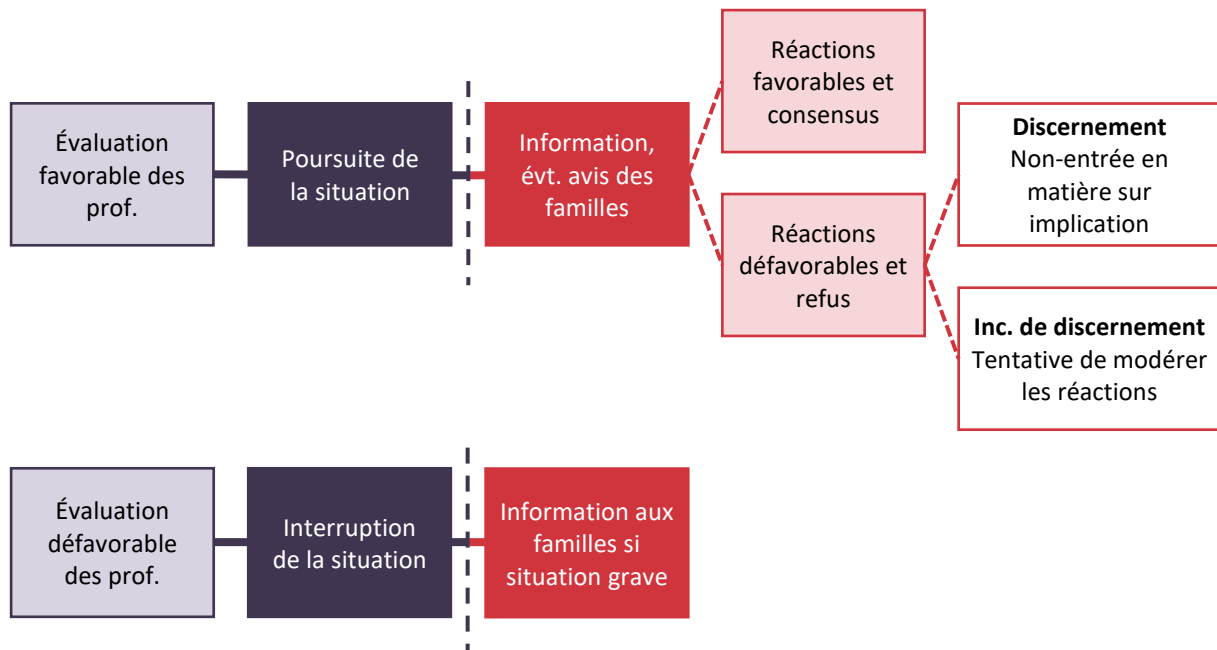 Évaluation
favorable des
prof.
Poursuite de
la situation
Information,
évt. avis des
familles
Réactions
favorables et
consensus
Réactions
défavorables et
refus
Discernement
Non-entrée en
matière sur
implication
Inc. de discernement
Tentative de modérer
les réactions
Évaluation
défavorable
des prof.
Interruption
de la situation
Information aux
familles si
situation grave